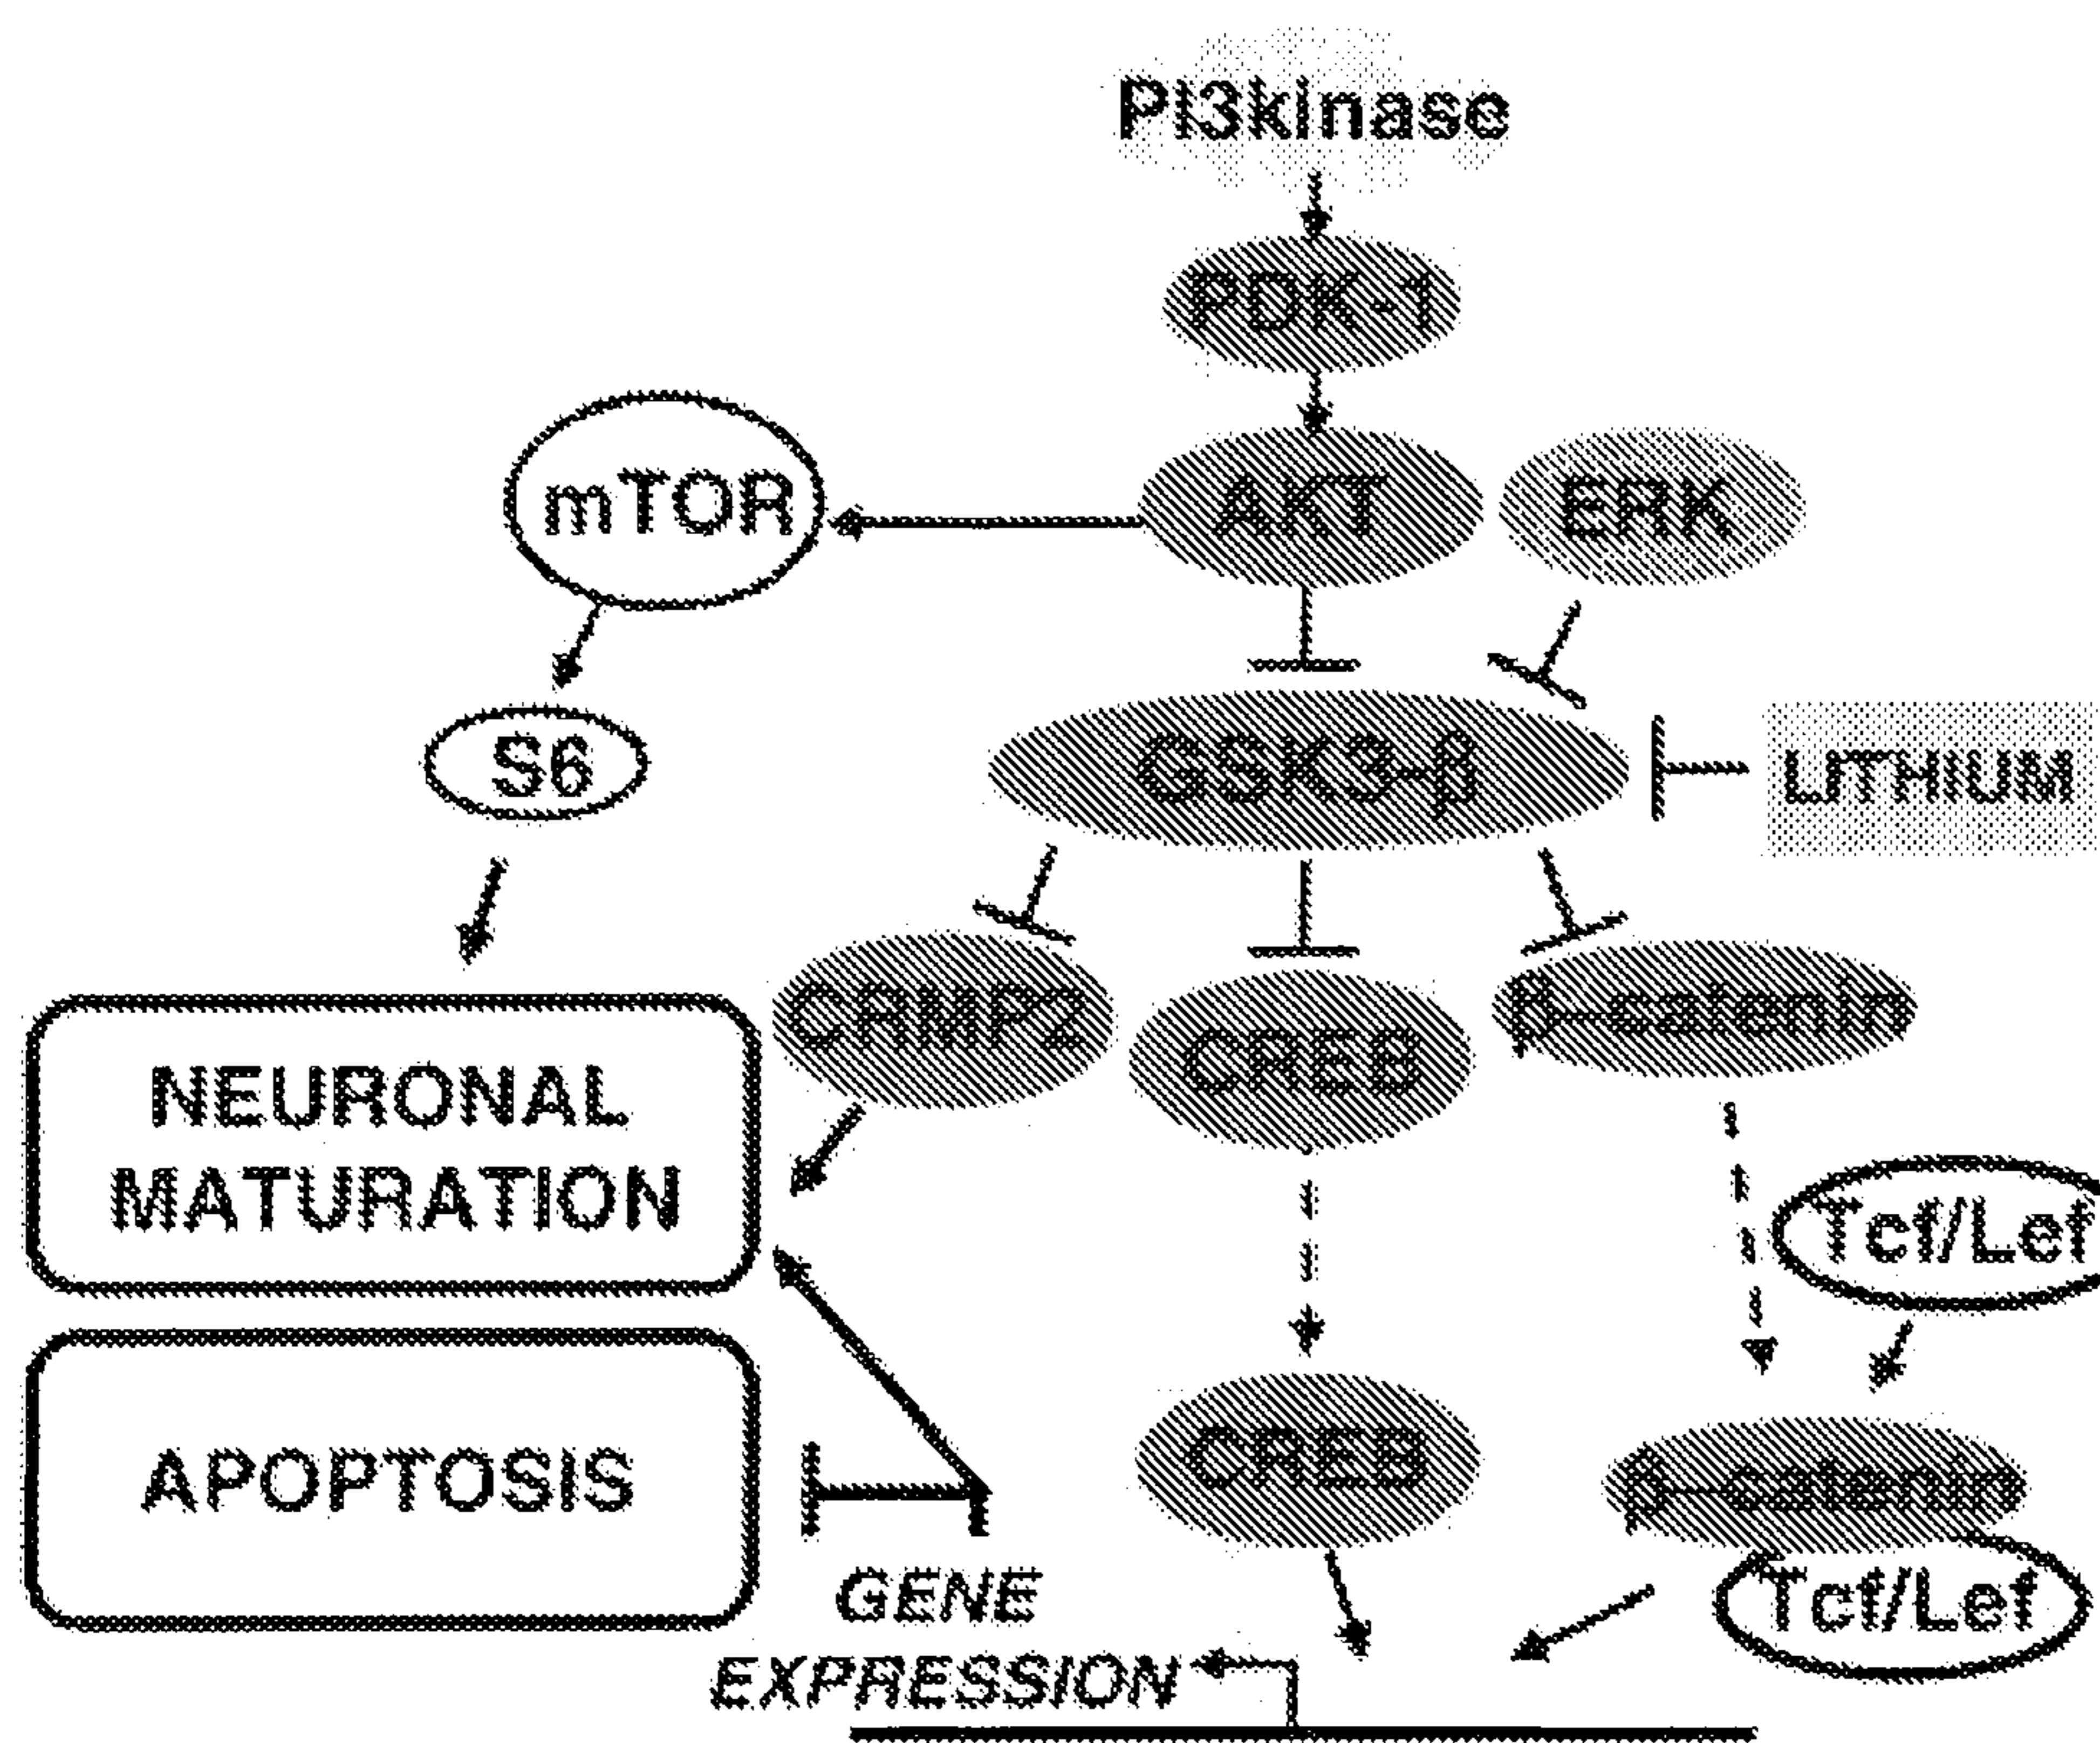 PI3kinase
PDK-1
mTOR
AKT
ERK
S6
GSK3-β
LITHIUM
CRMP2
CREB
β-catenin
NEURONAL
MATURATION
Tcf/Lef
APOPTOSIS
CREB
β-catenin
Tcf/Lef
GENE
EXPRESSION